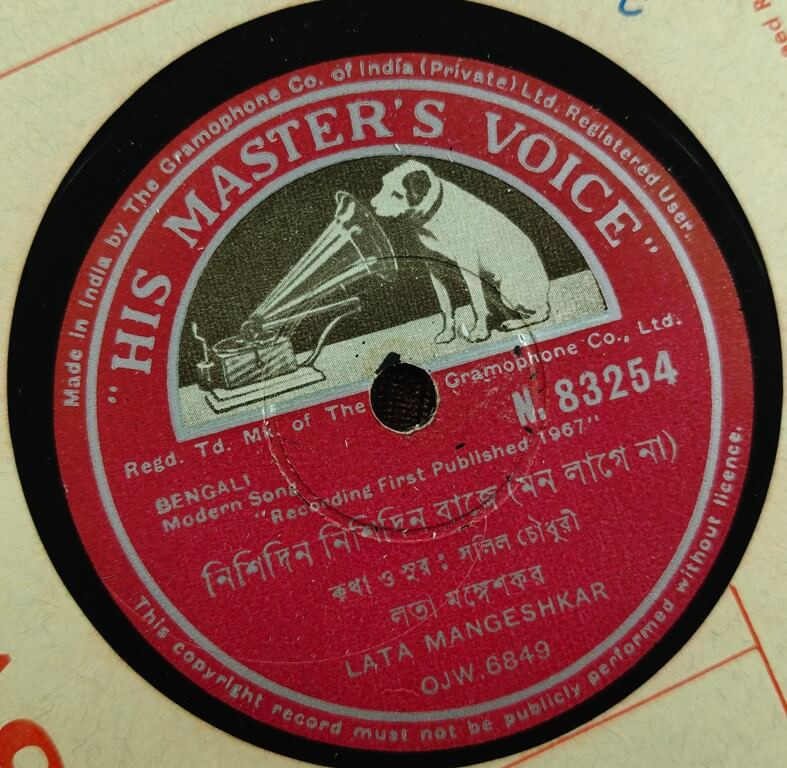 Made in India by The Gramophone Co. of India (Private) Ltd. Registered User.
"HIS MASTER'S VOICE"
Regd. Td. Mk. of The Gramophone Co., Ltd.
N. 83254
BENGALI
Modern Song
"Recording First Published 1967"
নিশিদিন নিশিদিন বাজে (মন লাগে না)
কথা ও সুর : সলিল চৌধুরী
লতা মঙ্গেশকর
LATA MANGESHKAR
OJW.6849
This copyright record must not be publicly performed without licence.